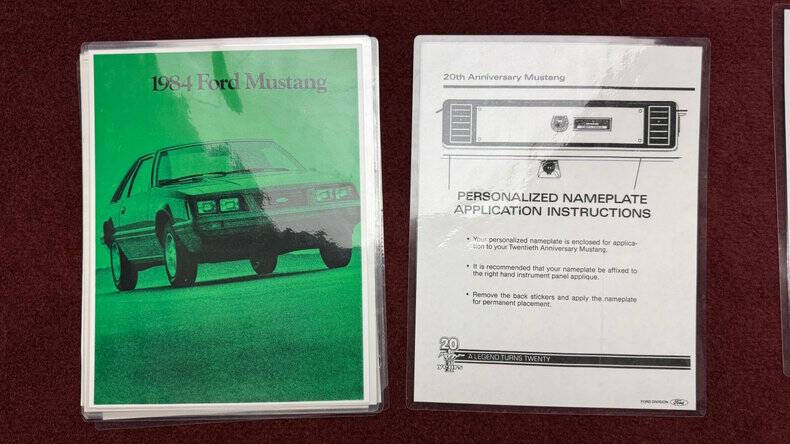 1984 Ford Mustang
20th Anniversary Mustang
PERSONALIZED NAMEPLATE
APPLICATION INSTRUCTIONS
• Your personalized nameplate is enclosed for applica-
tion to your Twentieth Anniversary Mustang.
• It is recommended that your nameplate be affixed to
the right hand instrument panel applique.
• Remove the back stickers and apply the nameplate
for permanent placement.
20
A LEGEND TURNS TWENTY
FORD DIVISION Ford